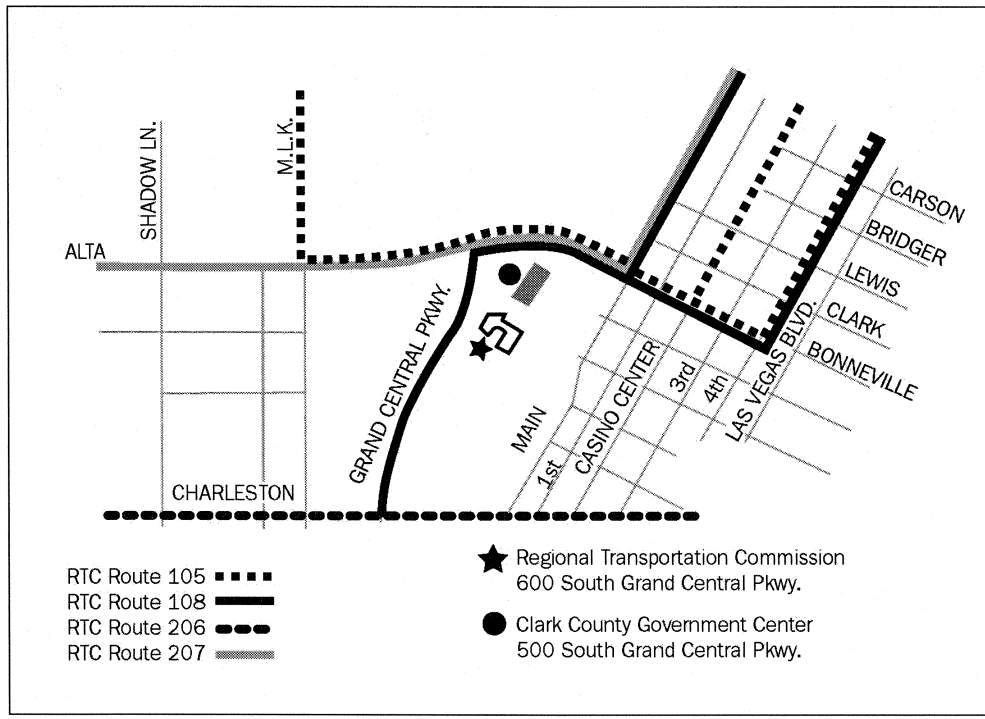 SHADOW LN.
M.L.K.
ALTA
CARSON
BRIDGER
LEWIS
CLARK
BONNEVILLE
GRAND CENTRAL PKWY.
MAIN
1st
CASINO CENTER
3rd
4th
LAS VEGAS BLVD.
CHARLESTON
RTC Route 105
RTC Route 108
RTC Route 206
RTC Route 207
Regional Transportation Commission
600 South Grand Central Pkwy.
Clark County Government Center
500 South Grand Central Pkwy.